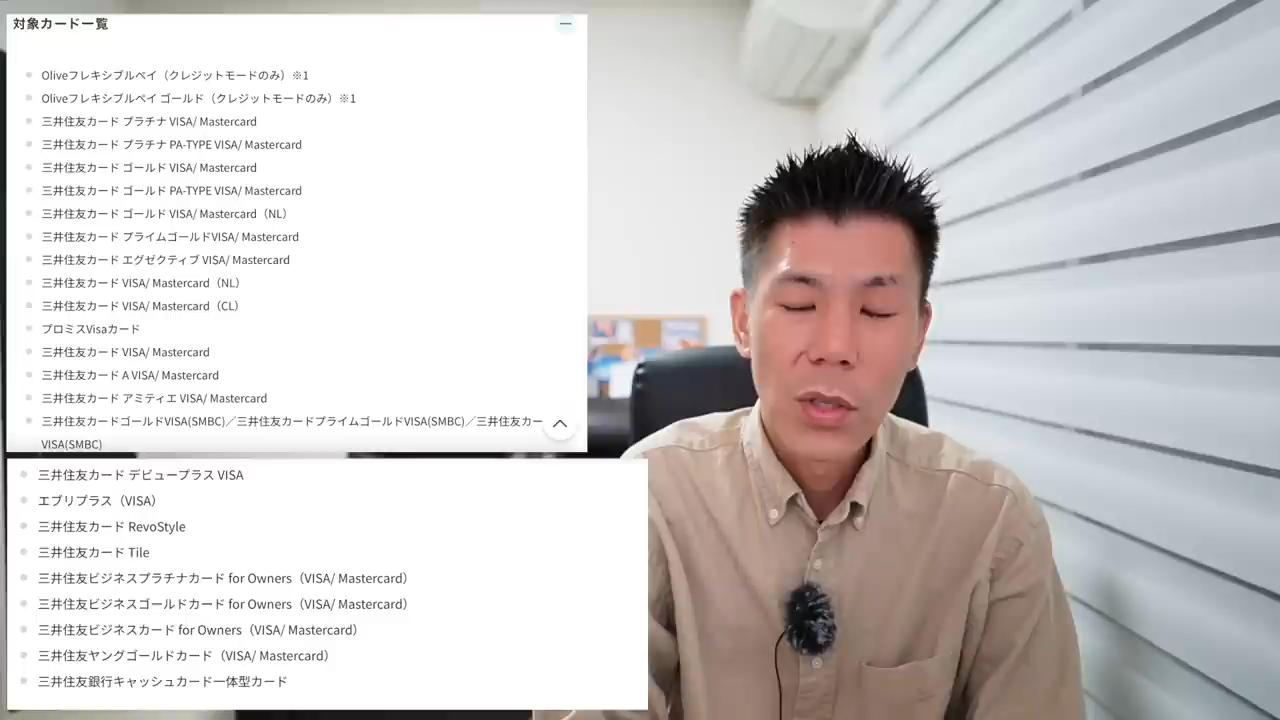 対象カード一覧
Oliveフレキシブルペイ（クレジットモードのみ）※1
Oliveフレキシブルペイ ゴールド（クレジットモードのみ）※1
三井住友カード プラチナ VISA/ Mastercard
三井住友カード プラチナ PA-TYPE VISA/ Mastercard
三井住友カード ゴールド VISA/ Mastercard
三井住友カード ゴールド PA-TYPE VISA/ Mastercard
三井住友カード ゴールド VISA/ Mastercard（NL）
三井住友カード プライムゴールドVISA/ Mastercard
三井住友カード エグゼクティブ VISA/ Mastercard
三井住友カード VISA/ Mastercard（NL）
三井住友カード VISA/ Mastercard（CL）
プロミスVisaカード
三井住友カード VISA/ Mastercard
三井住友カード A VISA/ Mastercard
三井住友カード アミティエ VISA/ Mastercard
三井住友カードゴールドVISA(SMBC)／三井住友カードプライムゴールドVISA(SMBC)／三井住友カー
VISA(SMBC)
三井住友カード デビュープラス VISA
エブリプラス（VISA）
三井住友カード RevoStyle
三井住友カード Tile
三井住友ビジネスプラチナカード for Owners（VISA/ Mastercard）
三井住友ビジネスゴールドカード for Owners（VISA/ Mastercard）
三井住友ビジネスカード for Owners（VISA/ Mastercard）
三井住友ヤングゴールドカード（VISA/ Mastercard）
三井住友銀行キャッシュカード一体型カード